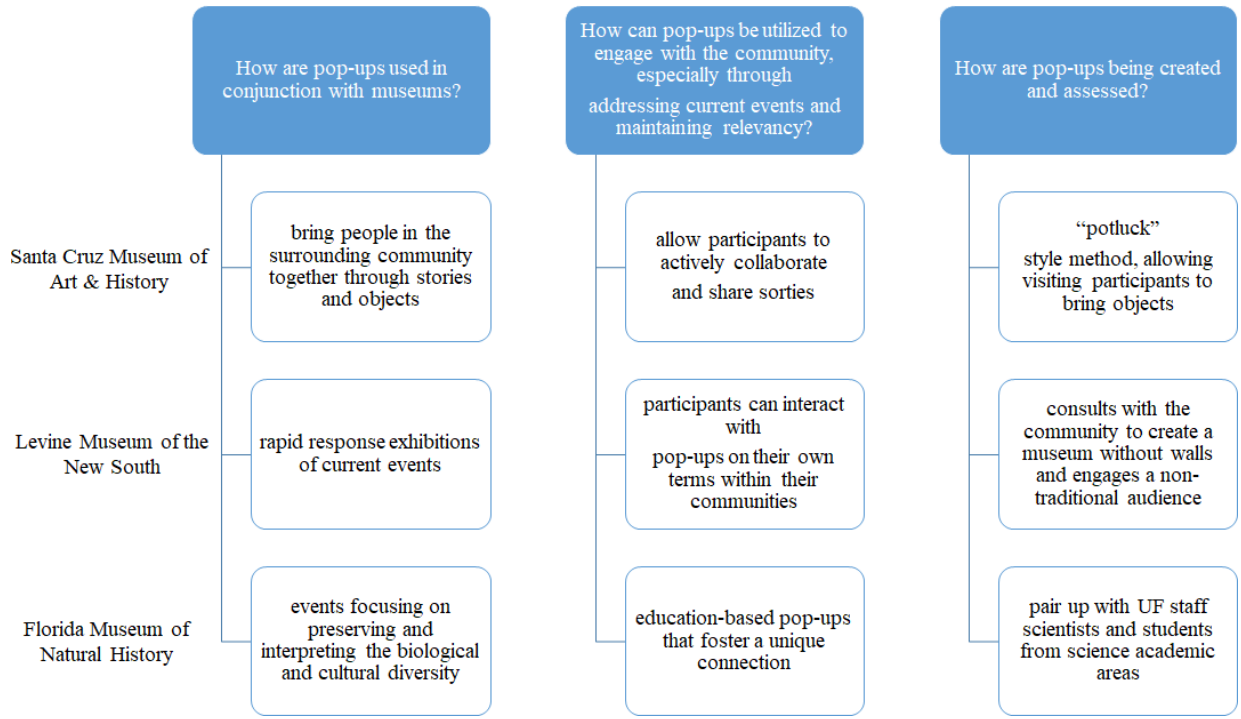 How are pop-ups used in
conjunction with museums?
How can pop-ups be utilized to
engage with the community,
especially through
addressing current events and
maintaining relevancy?
How are pop-ups being created
and assessed?
Santa Cruz Museum of
Art & History
bring people in the
surrounding community
together through stories
and objects
allow participants to
actively collaborate
and share sorties
“potluck”
style method, allowing
visiting participants to
bring objects
Levine Museum of the
New South
rapid response exhibitions
of current events
participants can interact
with
pop-ups on their own
terms within their
communities
consults with the
community to create a
museum without walls
and engages a non-
traditional audience
Florida Museum of
Natural History
events focusing on
preserving and
interpreting the biological
and cultural diversity
education-based pop-ups
that foster a unique
connection
pair up with UF staff
scientists and students
from science academic
areas